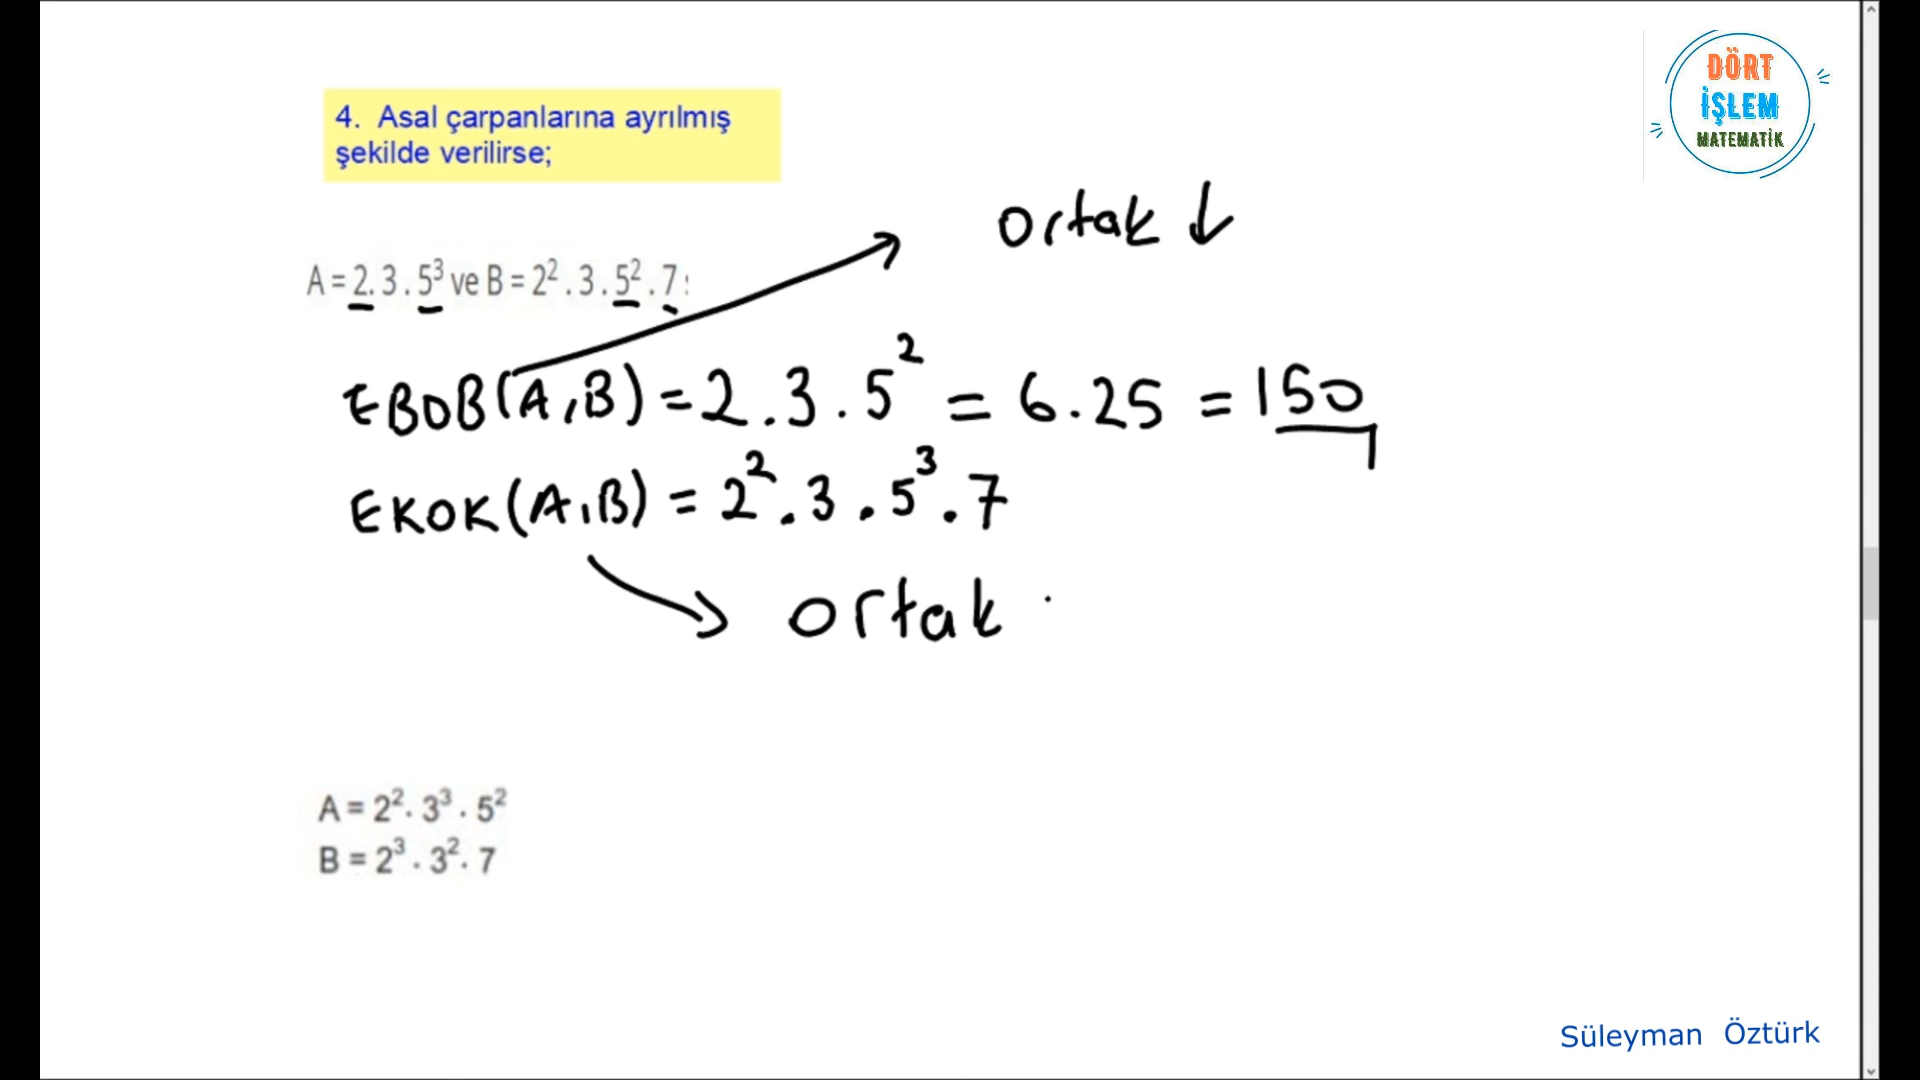 DÖRT
İŞLEM
MATEMATİK
4. Asal çarpanlarına ayrılmış
şekilde verilirse;
ortak ↓
A = 2. 3 . 5³ ve B = 2² . 3 . 5² . 7 :
EBOB(A,B) = 2.3.5² = 6.25 = 150
EKOK(A,B) = 2².3.5³.7
ortak .
A = 2² . 3³ . 5²
B = 2³ . 3² . 7
Süleyman Öztürk